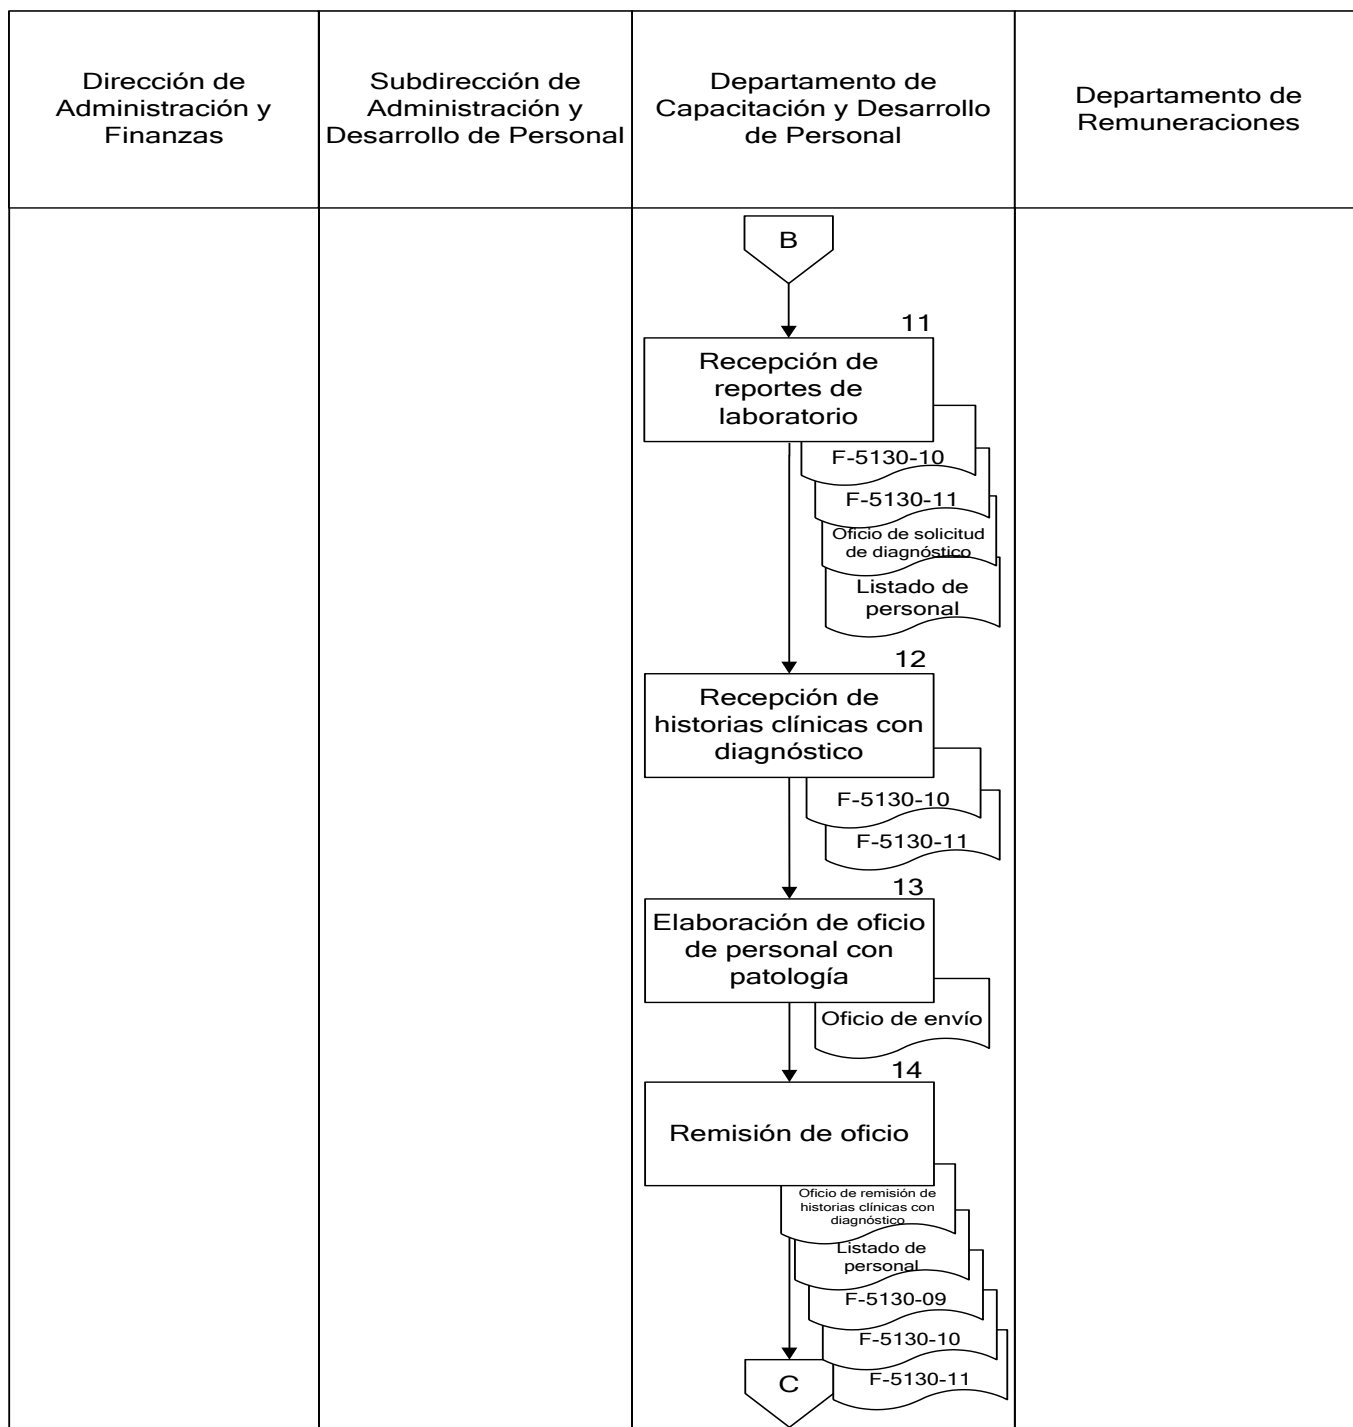 Dirección de
Administración y
Finanzas
Subdirección de
Administración y
Desarrollo de Personal
Departamento de
Capacitación y Desarrollo
de Personal
Departamento de
Remuneraciones
B
11
Recepción de
reportes de
laboratorio
F-5130-10
F-5130-11
Oficio de solicitud
de diagnóstico
Listado de
personal
12
Recepción de
historias clínicas con
diagnóstico
F-5130-10
F-5130-11
13
Elaboración de oficio
de personal con
patología
Oficio de envío
14
Remisión de oficio
Oficio de remisión de
historias clínicas con
diagnóstico
Listado de
personal
F-5130-09
F-5130-10
F-5130-11
C